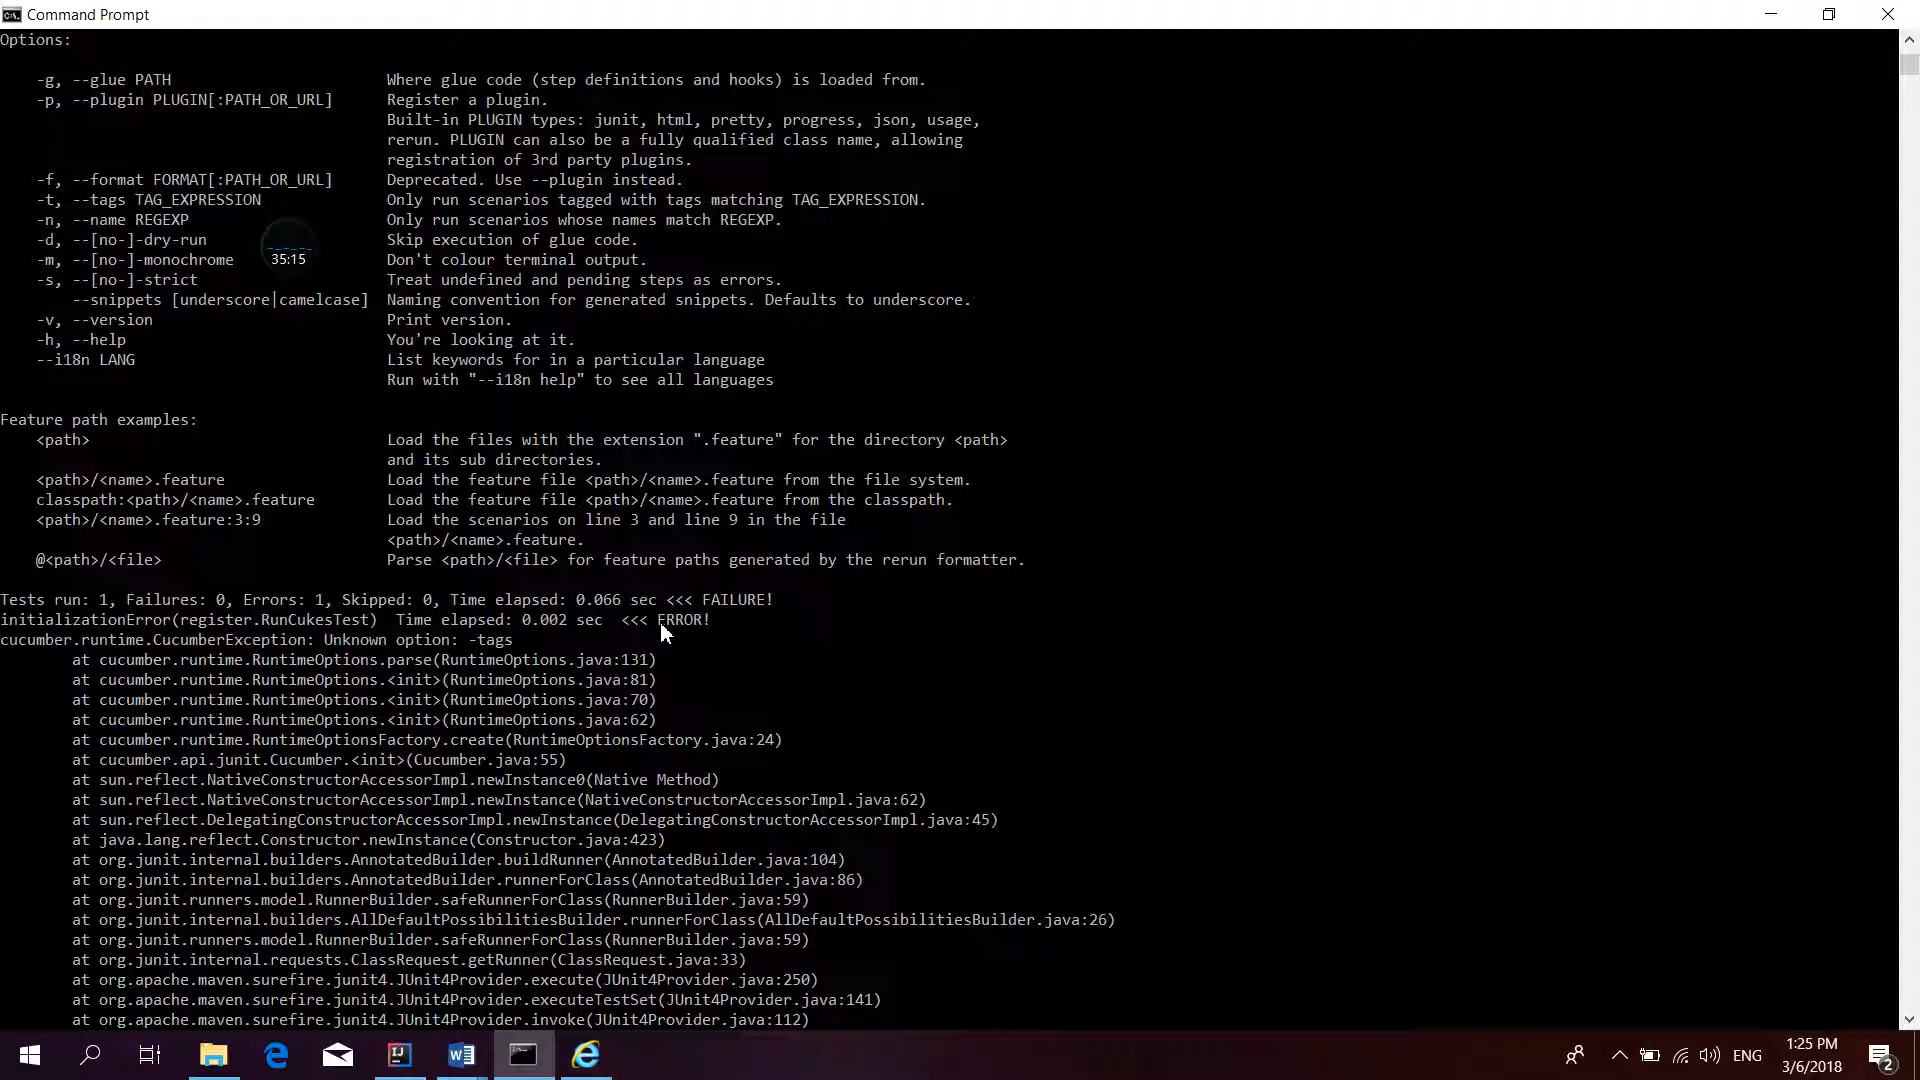 Command Prompt
Options:
-g, --glue PATH Where glue code (step definitions and hooks) is loaded from.
-p, --plugin PLUGIN[:PATH_OR_URL] Register a plugin.
Built-in PLUGIN types: junit, html, pretty, progress, json, usage,
rerun. PLUGIN can also be a fully qualified class name, allowing
registration of 3rd party plugins.
-f, --format FORMAT[:PATH_OR_URL] Deprecated. Use --plugin instead.
-t, --tags TAG_EXPRESSION Only run scenarios tagged with tags matching TAG_EXPRESSION.
-n, --name REGEXP Only run scenarios whose names match REGEXP.
-d, --[no-]-dry-run Skip execution of glue code.
-m, --[no-]-monochrome Don't colour terminal output.
35:15
-s, --[no-]-strict Treat undefined and pending steps as errors.
--snippets [underscore|camelcase] Naming convention for generated snippets. Defaults to underscore.
-v, --version Print version.
-h, --help You're looking at it.
--i18n LANG List keywords for in a particular language
Run with "--i18n help" to see all languages
Feature path examples:
<path> Load the files with the extension ".feature" for the directory <path>
and its sub directories.
<path>/<name>.feature Load the feature file <path>/<name>.feature from the file system.
classpath:<path>/<name>.feature Load the feature file <path>/<name>.feature from the classpath.
<path>/<name>.feature:3:9 Load the scenarios on line 3 and line 9 in the file
<path>/<name>.feature.
@<path>/<file> Parse <path>/<file> for feature paths generated by the rerun formatter.
Tests run: 1, Failures: 0, Errors: 1, Skipped: 0, Time elapsed: 0.066 sec <<< FAILURE!
initializationError(register.RunCukesTest) Time elapsed: 0.002 sec <<< ERROR!
cucumber.runtime.CucumberException: Unknown option: -tags
at cucumber.runtime.RuntimeOptions.parse(RuntimeOptions.java:131)
at cucumber.runtime.RuntimeOptions.<init>(RuntimeOptions.java:81)
at cucumber.runtime.RuntimeOptions.<init>(RuntimeOptions.java:70)
at cucumber.runtime.RuntimeOptions.<init>(RuntimeOptions.java:62)
at cucumber.runtime.RuntimeOptionsFactory.create(RuntimeOptionsFactory.java:24)
at cucumber.api.junit.Cucumber.<init>(Cucumber.java:55)
at sun.reflect.NativeConstructorAccessorImpl.newInstance0(Native Method)
at sun.reflect.NativeConstructorAccessorImpl.newInstance(NativeConstructorAccessorImpl.java:62)
at sun.reflect.DelegatingConstructorAccessorImpl.newInstance(DelegatingConstructorAccessorImpl.java:45)
at java.lang.reflect.Constructor.newInstance(Constructor.java:423)
at org.junit.internal.builders.AnnotatedBuilder.buildRunner(AnnotatedBuilder.java:104)
at org.junit.internal.builders.AnnotatedBuilder.runnerForClass(AnnotatedBuilder.java:86)
at org.junit.runners.model.RunnerBuilder.safeRunnerForClass(RunnerBuilder.java:59)
at org.junit.internal.builders.AllDefaultPossibilitiesBuilder.runnerForClass(AllDefaultPossibilitiesBuilder.java:26)
at org.junit.runners.model.RunnerBuilder.safeRunnerForClass(RunnerBuilder.java:59)
at org.junit.internal.requests.ClassRequest.getRunner(ClassRequest.java:33)
at org.apache.maven.surefire.junit4.JUnit4Provider.execute(JUnit4Provider.java:250)
at org.apache.maven.surefire.junit4.JUnit4Provider.executeTestSet(JUnit4Provider.java:141)
at org.apache.maven.surefire.junit4.JUnit4Provider.invoke(JUnit4Provider.java:112)
ENG
1:25 PM
3/6/2018
2